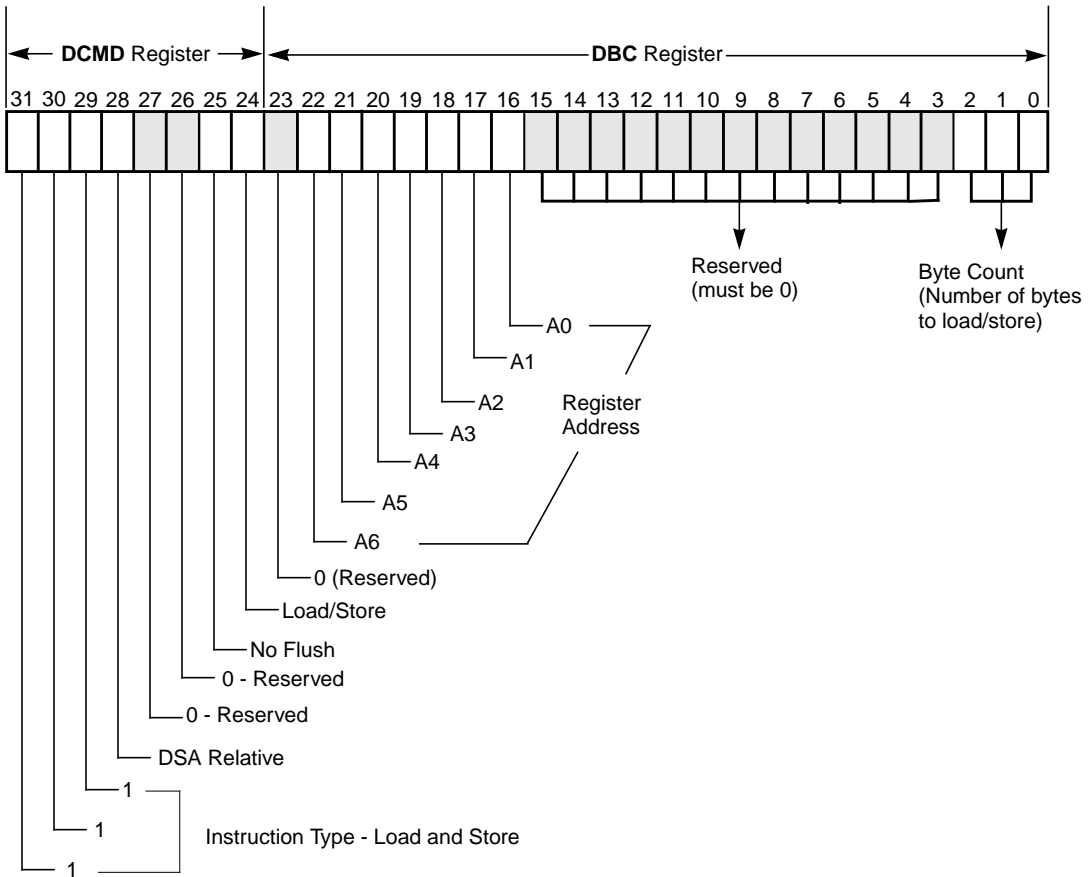 DCMD Register DBC Register
31 30 29 28 27 26 25 24 23 22 21 20 19 18 17 16 15 14 13 12 11 10 9 8 7 6 5 4 3 2 1 0
Reserved
(must be 0)
Byte Count
(Number of bytes
to load/store)
A0
A1
A2
Register
Address
A3
A4
A5
A6
0 (Reserved)
Load/Store
No Flush
0 - Reserved
0 - Reserved
DSA Relative
1
1
Instruction Type - Load and Store
1